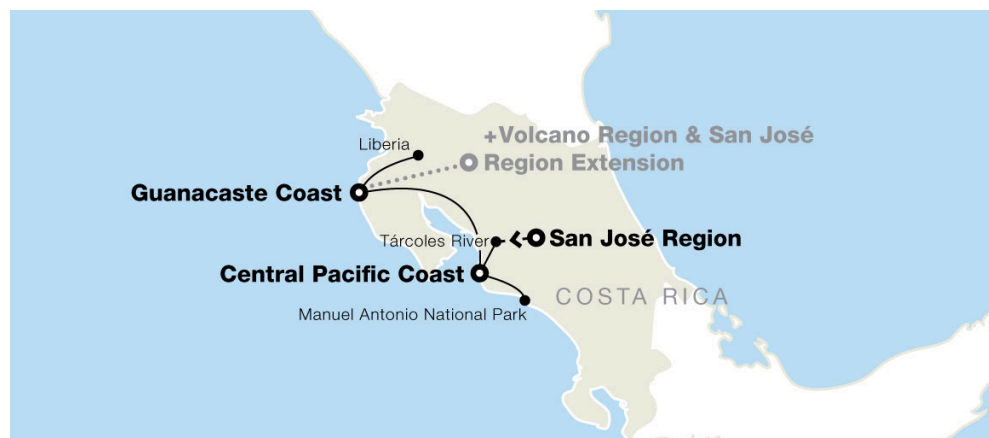 +Volcano Region & San José
Region Extension
Liberia
Guanacaste Coast
Tárcoles River
San José Region
Central Pacific Coast
COSTA RICA
Manuel Antonio National Park